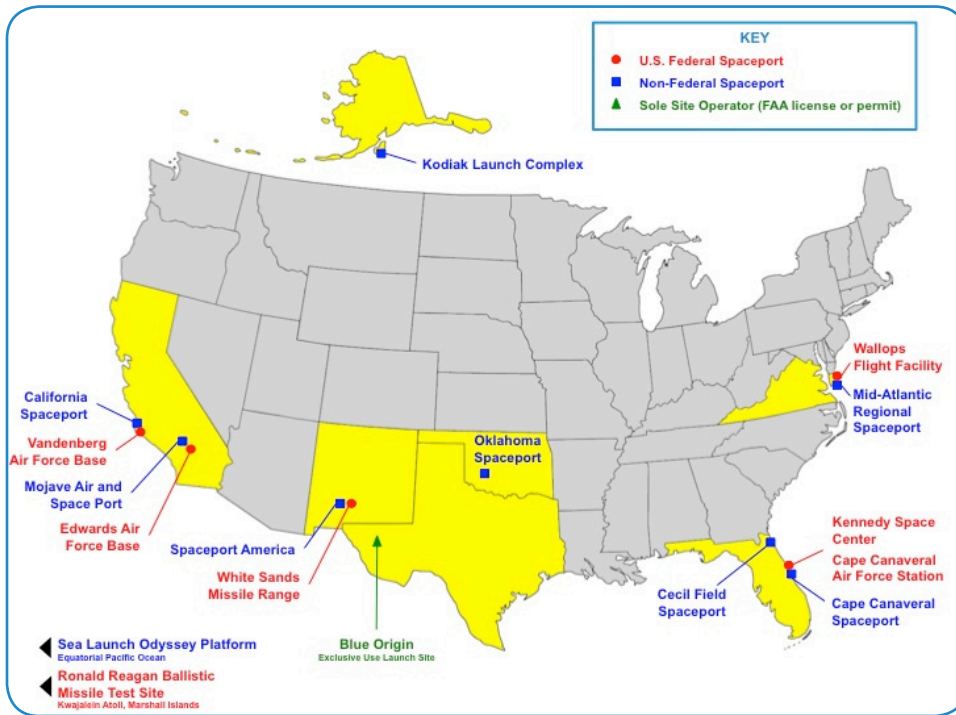 KEY
U.S. Federal Spaceport
Non-Federal Spaceport
Sole Site Operator (FAA license or permit)
Kodiak Launch Complex
Wallops
Flight Facility
Mid-Atlantic
Regional
Spaceport
California
Spaceport
Vandenberg
Air Force Base
Mojave Air and
Space Port
Edwards Air
Force Base
Oklahoma
Spaceport
Spaceport America
White Sands
Missile Range
Blue Origin
Exclusive Use Launch Site
Kennedy Space
Center
Cape Canaveral
Air Force Station
Cecil Field
Spaceport
Cape Canaveral
Spaceport
Sea Launch Odyssey Platform
Equatorial Pacific Ocean
Ronald Reagan Ballistic
Missile Test Site
Kwajalein Atoll, Marshall Islands